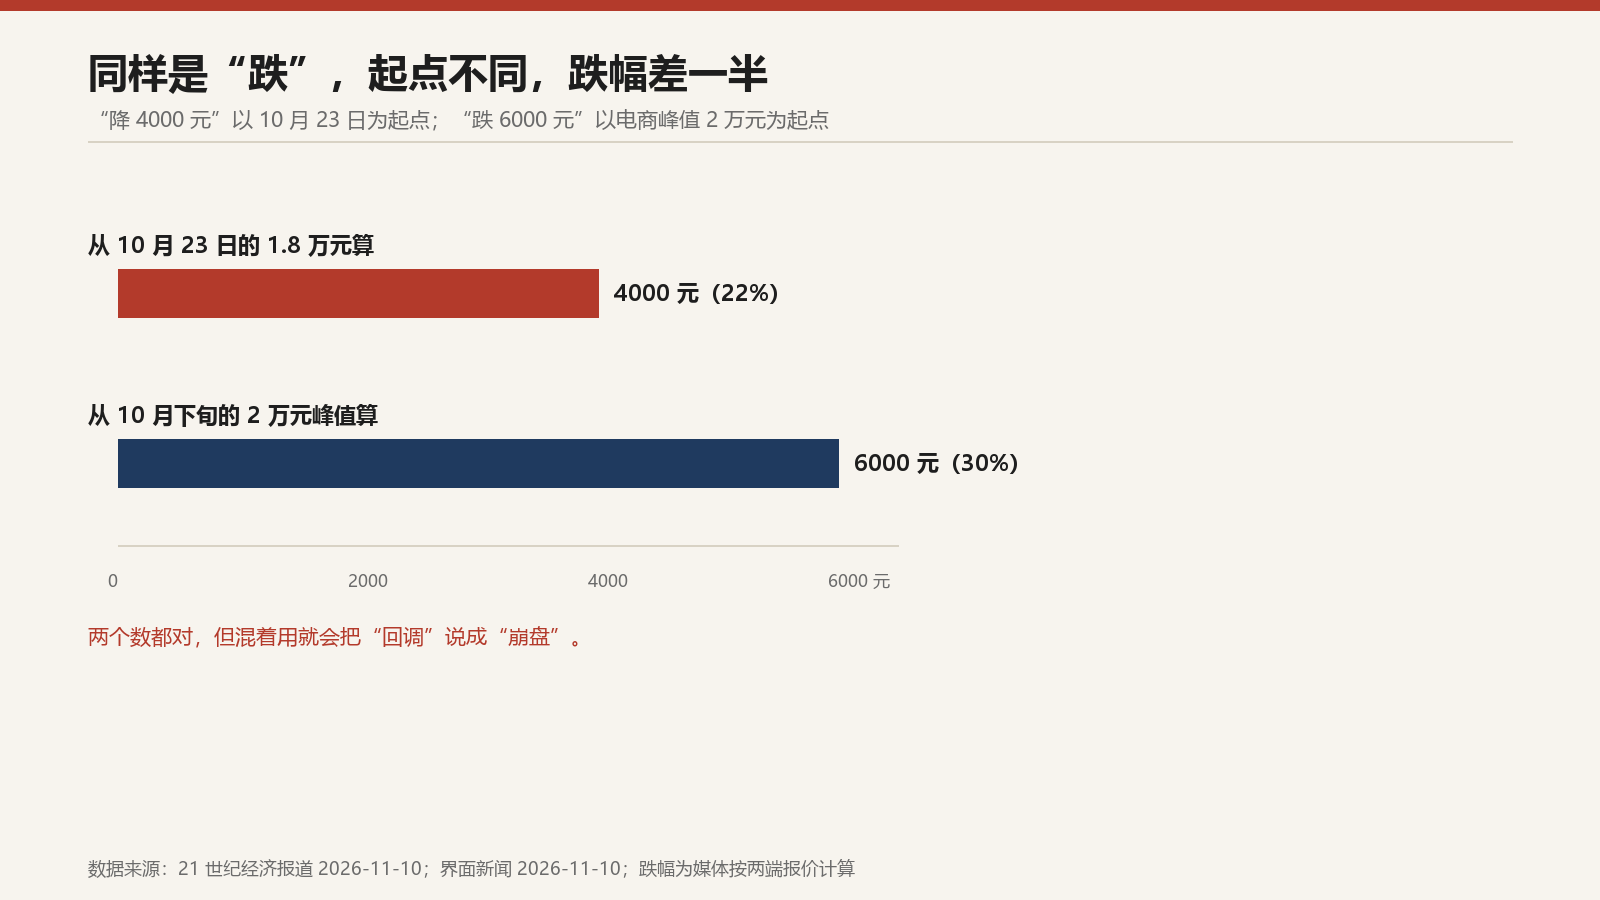 同样是“跌”，起点不同，跌幅差一半
“降 4000 元”以 10 月 23 日为起点；“跌 6000 元”以电商峰值 2 万元为起点
从 10 月 23 日的 1.8 万元算
4000 元（22%）
从 10 月下旬的 2 万元峰值算
6000 元（30%）
0 2000 4000 6000 元
两个数都对，但混着用就会把“回调”说成“崩盘”。
数据来源：21 世纪经济报道 2026-11-10；界面新闻 2026-11-10；跌幅为媒体按两端报价计算